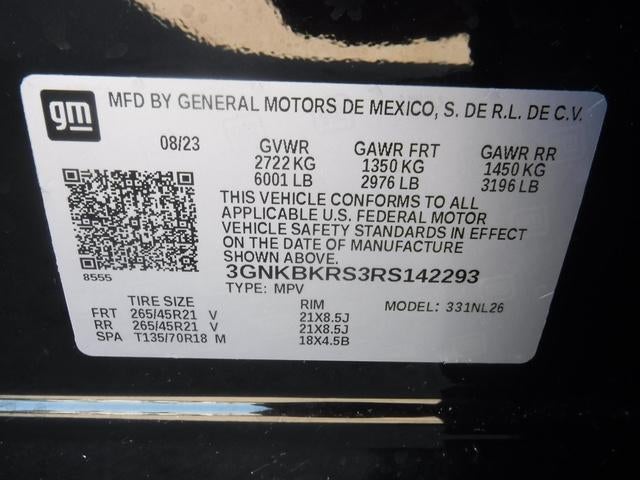 gm
MFD BY GENERAL MOTORS DE MEXICO, S. DE R.L. DE C.V.
08/23 GVWR GAWR FRT GAWR RR
2722 KG 1350 KG 1450 KG
6001 LB 2976 LB 3196 LB
THIS VEHICLE CONFORMS TO ALL
APPLICABLE U.S. FEDERAL MOTOR
VEHICLE SAFETY STANDARDS IN EFFECT
ON THE DATE OF MANUFACTURE
SHOWN ABOVE.
8555
3GNKBKRS3RS142293
TYPE: MPV MODEL: 331NL26
TIRE SIZE RIM
FRT 265/45R21 V 21X8.5J
RR 265/45R21 V 21X8.5J
SPA T135/70R18 M 18X4.5B